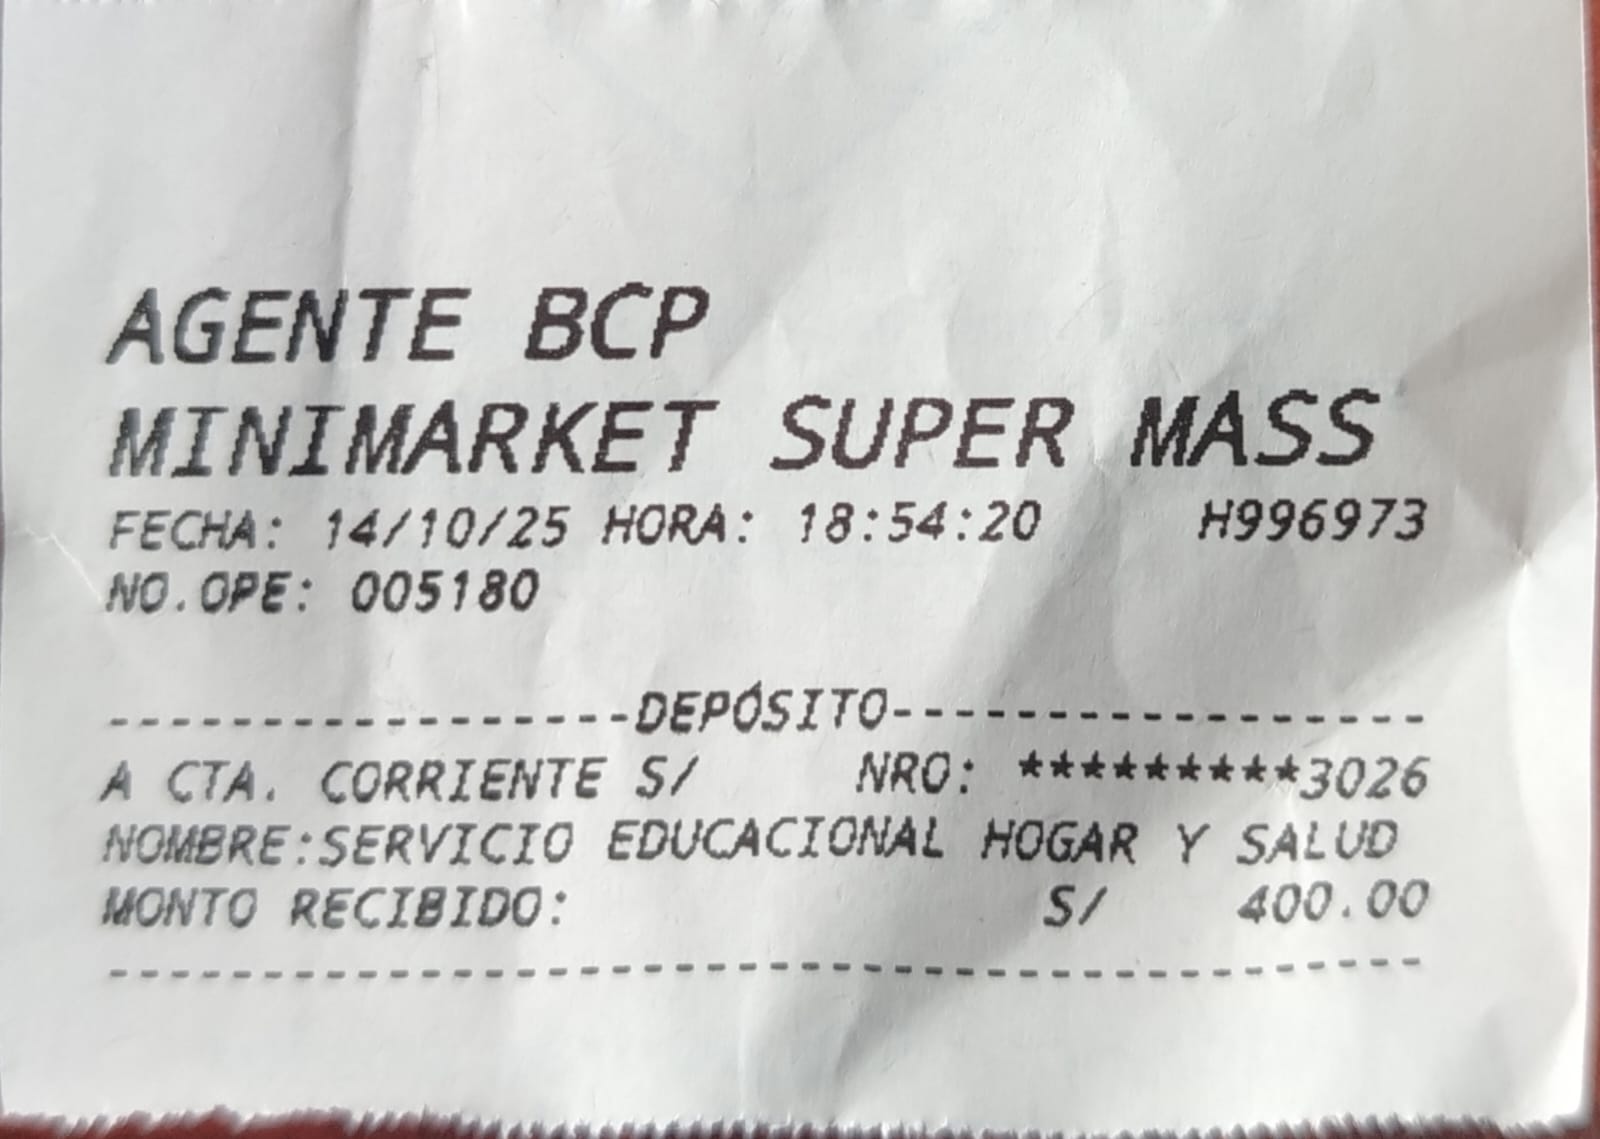 AGENTE BCP
MINIMARKET SUPER MASS
FECHA: 14/10/25 HORA: 18:54:20 H996973
NO.OPE: 005180
-----------------DEPÓSITO-----------------
A CTA. CORRIENTE S/ NRO: *********3026
NOMBRE:SERVICIO EDUCACIONAL HOGAR Y SALUD
MONTO RECIBIDO: S/ 400.00
------------------------------------------